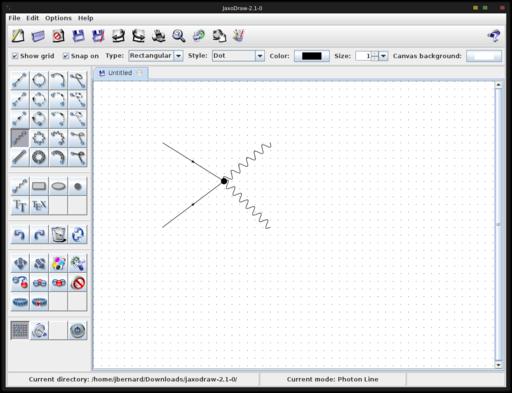 JaxoDraw-2.1-0
File Edit Options Help
Show grid Snap on Type: Rectangular Style: Dot Color: Size: 1 Canvas background:
Untitled
TT TEX
Current directory: /home/jbernard/Downloads/jaxodraw-2.1-0/ Current mode: Photon Line